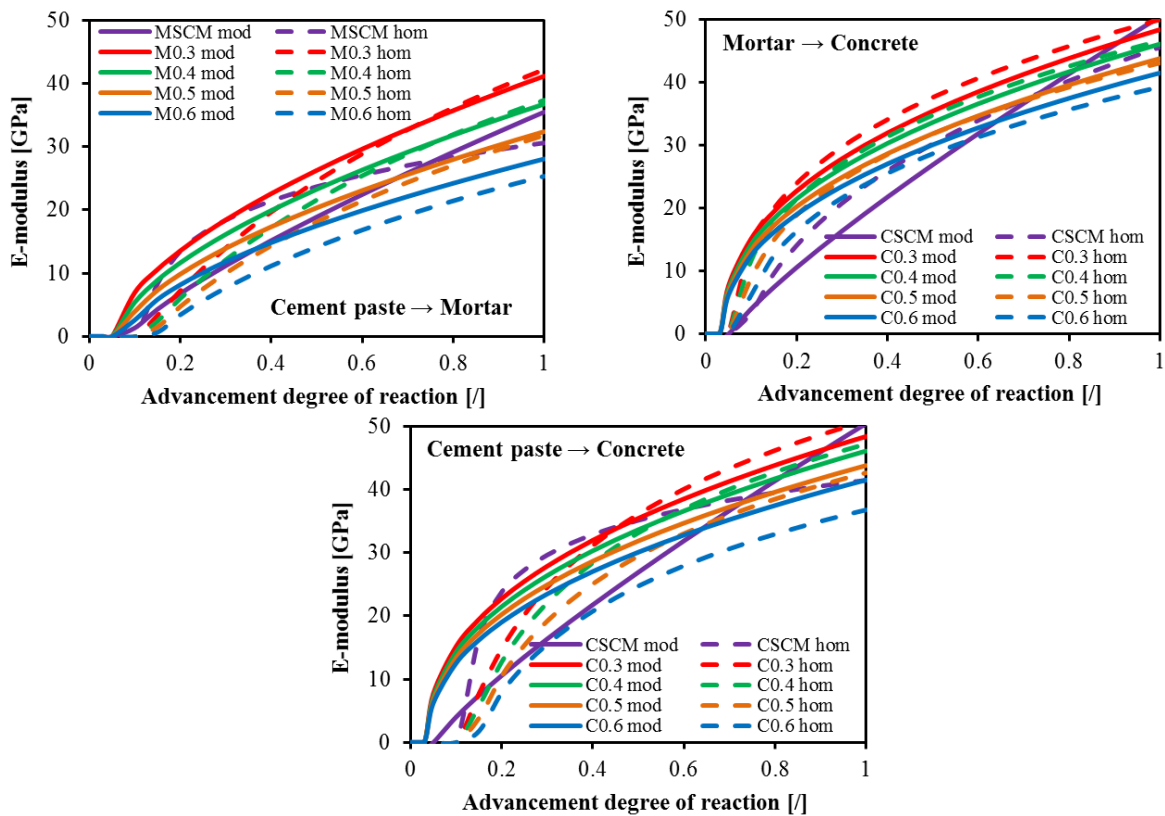 50
40
30
20
10
0
E-modulus [GPa]
MSCM mod MSCM hom
M0.3 mod M0.3 hom
M0.4 mod M0.4 hom
M0.5 mod M0.5 hom
M0.6 mod M0.6 hom
Cement paste → Mortar
0 0.2 0.4 0.6 0.8 1
Advancement degree of reaction [/]
50
40
30
20
10
0
E-modulus [GPa]
Mortar → Concrete
CSCM mod CSCM hom
C0.3 mod C0.3 hom
C0.4 mod C0.4 hom
C0.5 mod C0.5 hom
C0.6 mod C0.6 hom
0 0.2 0.4 0.6 0.8 1
Advancement degree of reaction [/]
50
40
30
20
10
0
E-modulus [GPa]
Cement paste → Concrete
CSCM mod CSCM hom
C0.3 mod C0.3 hom
C0.4 mod C0.4 hom
C0.5 mod C0.5 hom
C0.6 mod C0.6 hom
0 0.2 0.4 0.6 0.8 1
Advancement degree of reaction [/]